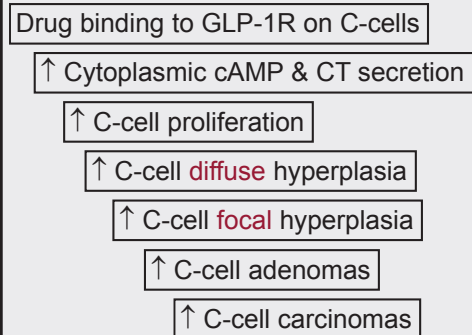 Drug binding to GLP-1R on C-cells
↑ Cytoplasmic cAMP & CT secretion
↑ C-cell proliferation
↑ C-cell diffuse hyperplasia
↑ C-cell focal hyperplasia
↑ C-cell adenomas
↑ C-cell carcinomas